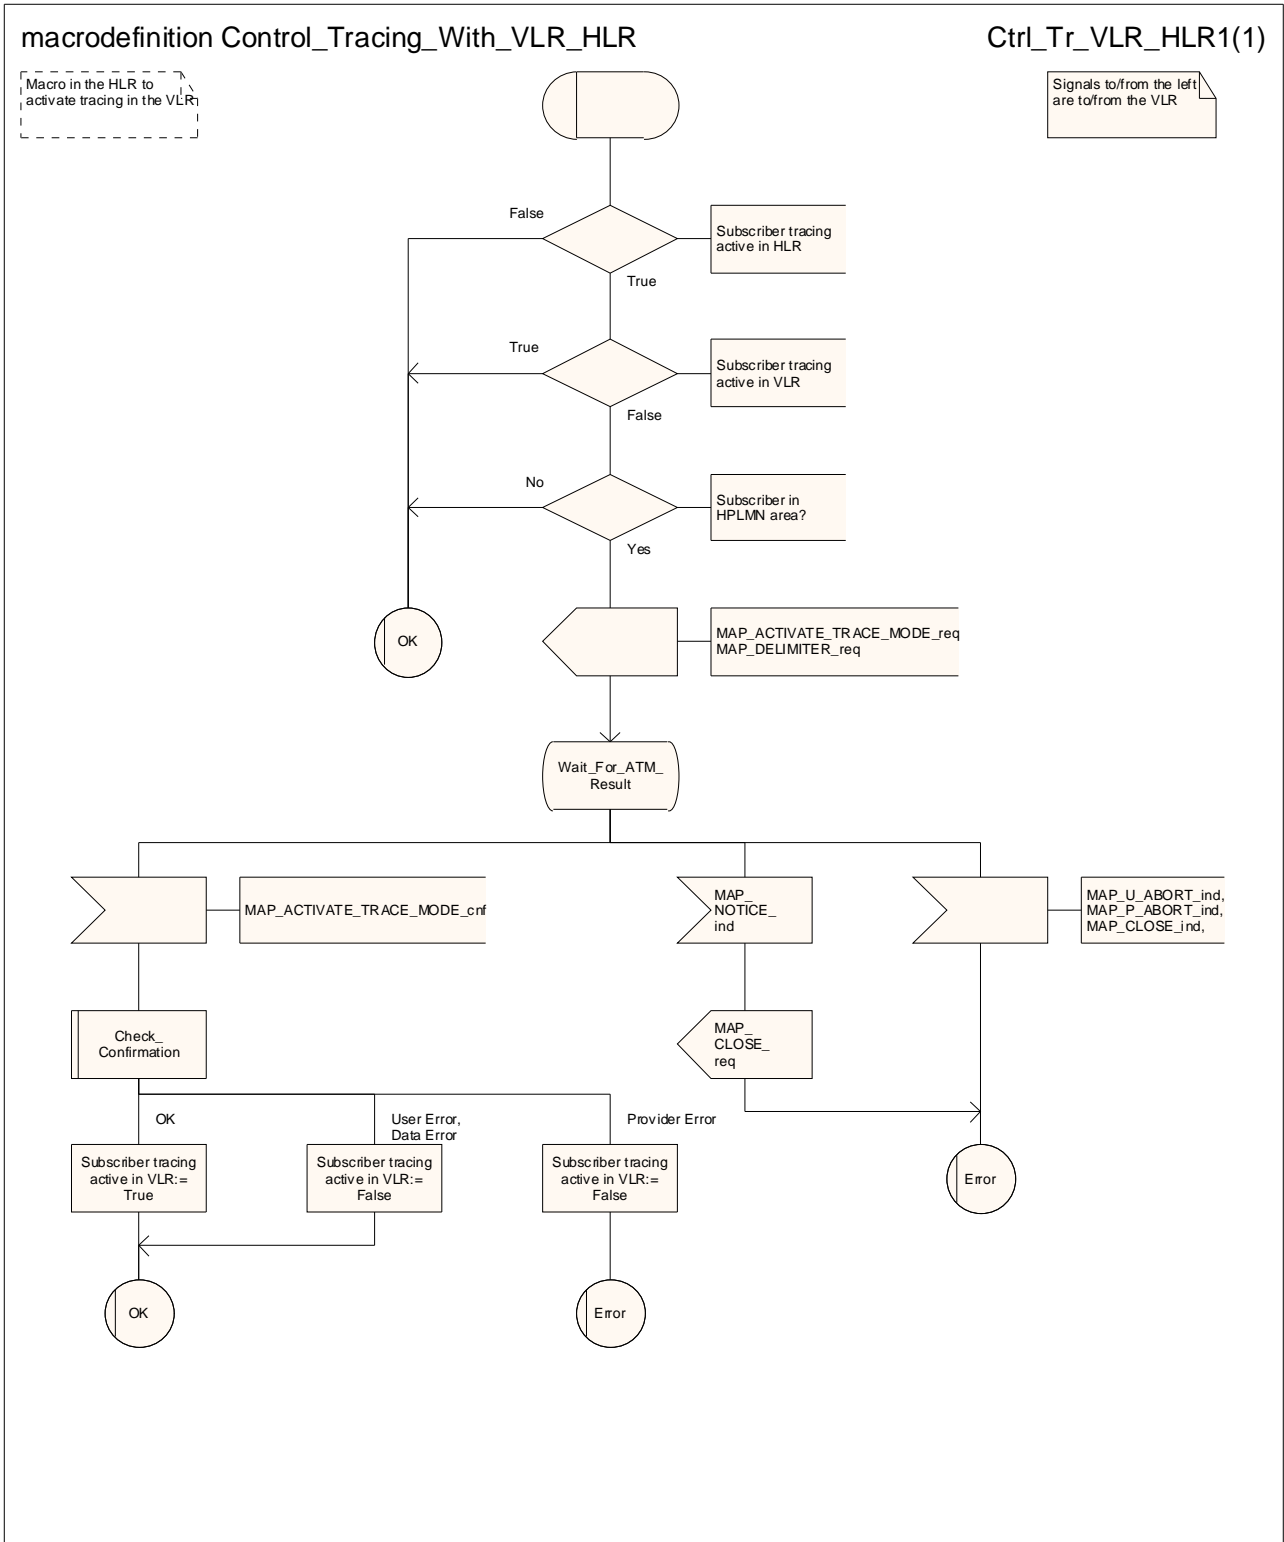 macrodefinition Control_Tracing_With_VLR_HLR
Ctrl_Tr_VLR_HLR1(1)
Macro in the HLR to
activate tracing in the VLR
Signals to/from the left
are to/from the VLR
False
Subscriber tracing
active in HLR
True
True
Subscriber tracing
active in VLR
False
No
Subscriber in
HPLMN area?
Yes
OK
MAP_ACTIVATE_TRACE_MODE_req
MAP_DELIMITER_req
Wait_For_ATM_
Result
MAP_ACTIVATE_TRACE_MODE_cnf
MAP_
NOTICE_
ind
MAP_U_ABORT_ind,
MAP_P_ABORT_ind,
MAP_CLOSE_ind,
Check_
Confirmation
MAP_
CLOSE_
req
OK
User Error,
Data Error
Provider Error
Subscriber tracing
active in VLR:=
True
Subscriber tracing
active in VLR:=
False
Subscriber tracing
active in VLR:=
False
Error
OK
Error